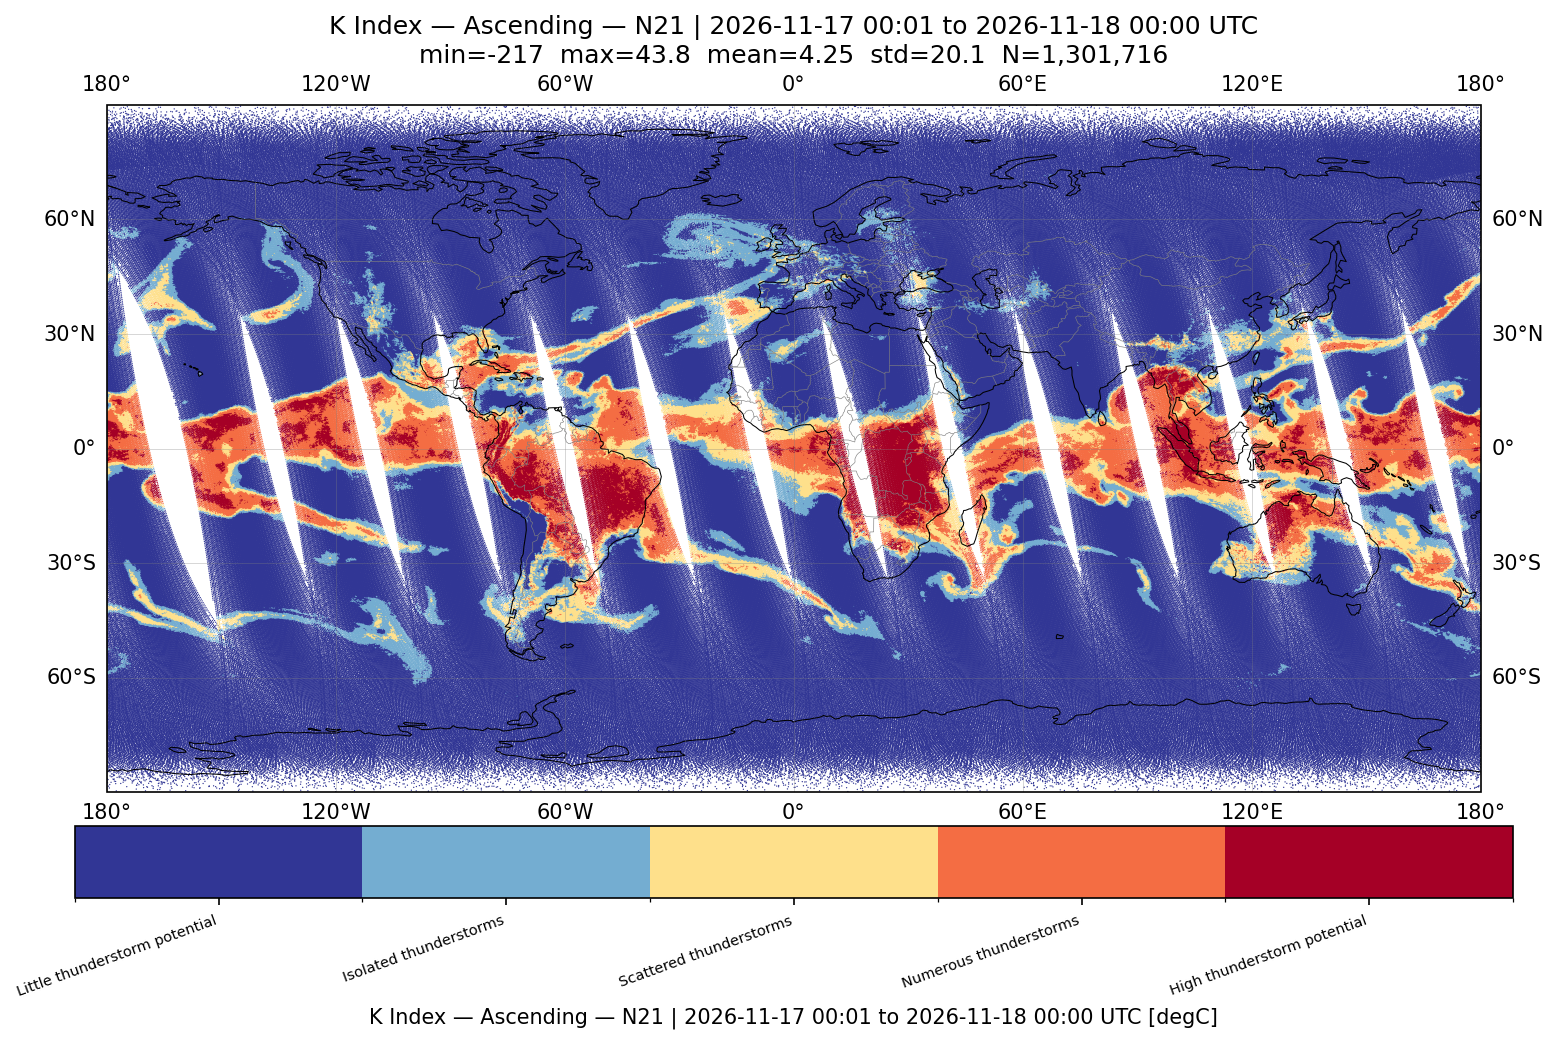 K Index — Ascending — N21 | 2026-11-17 00:01 to 2026-11-18 00:00 UTC
min=-217  max=43.8  mean=4.25  std=20.1  N=1,301,716
180° 120°W 60°W 0° 60°E 120°E 180°
60°N 60°N
30°N 30°N
0° 0°
30°S 30°S
60°S 60°S
180° 120°W 60°W 0° 60°E 120°E 180°
Little thunderstorm potential
Isolated thunderstorms
Scattered thunderstorms
Numerous thunderstorms
High thunderstorm potential
K Index — Ascending — N21 | 2026-11-17 00:01 to 2026-11-18 00:00 UTC [degC]